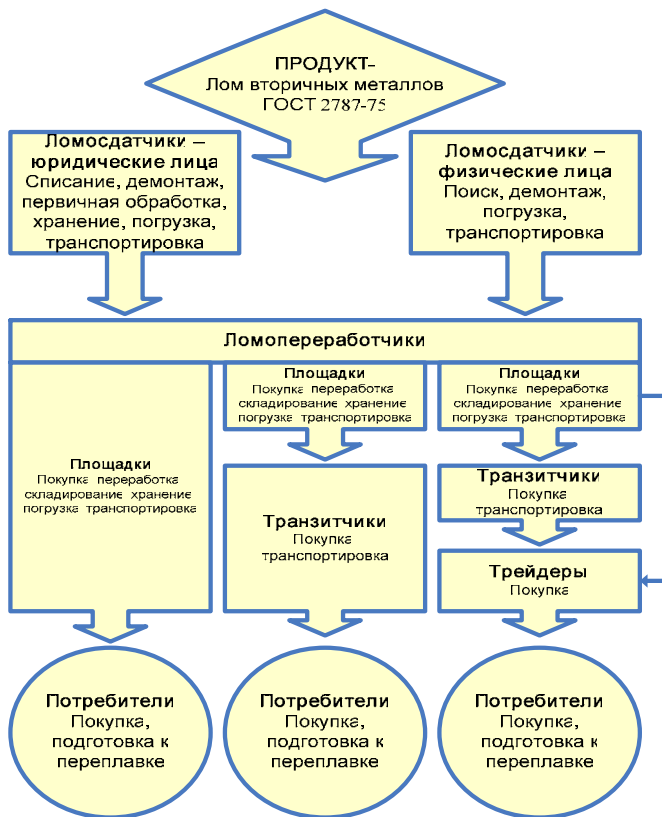 ПРОДУКТ–
Лом вторичных металлов
ГОСТ 2787-75
Ломосдатчики –
юридические лица
Списание, демонтаж,
первичная обработка,
хранение, погрузка,
транспортировка
Ломосдатчики –
физические лица
Поиск, демонтаж,
погрузка,
транспортировка
Ломопереработчики
Площадки
Покупка переработка
складирование хранение
погрузка транспортировка
Потребители
Покупка,
подготовка к
переплавке
Площадки
Покупка переработка
складирование хранение
погрузка транспортировка
Транзитчики
Покупка
транспортировка
Потребители
Покупка,
подготовка к
переплавке
Площадки
Покупка переработка
складирование хранение
погрузка транспортировка
Транзитчики
Покупка
транспортировка
Трейдеры
Покупка
Потребители
Покупка,
подготовка к
переплавке